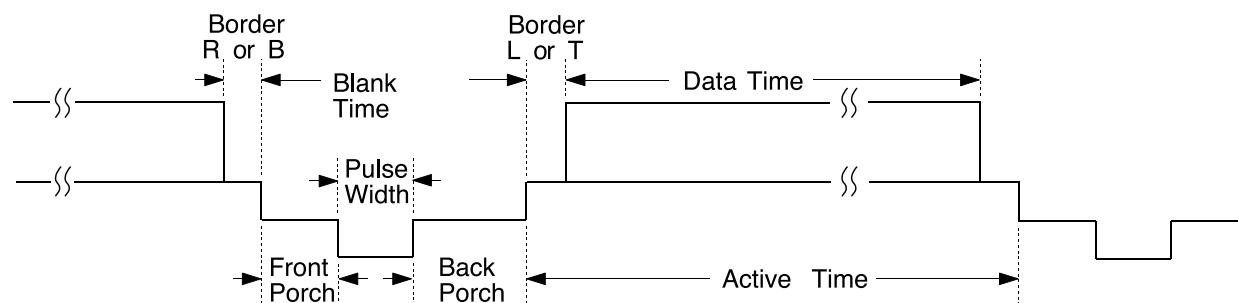 Border
R or B
Border
L or T
Blank
Time
Data Time
Pulse
Width
Front
Porch
Back
Porch
Active Time